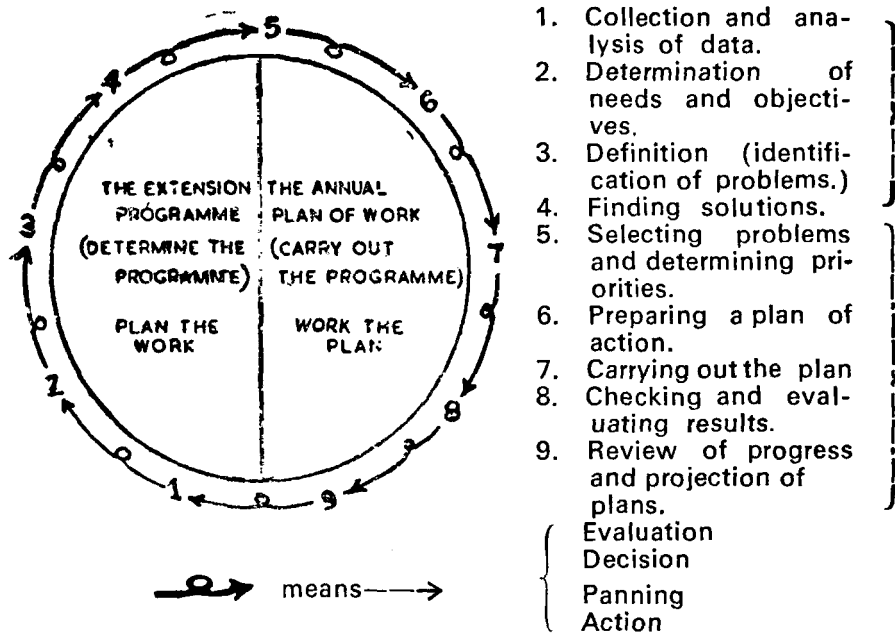 5
4
6
3
7
2
8
1
9
THE EXTENSION
PROGRAMME
(DETERMINE THE
PROGRAMME)
PLAN THE
WORK
THE ANNUAL
PLAN OF WORK
(CARRY OUT
THE PROGRAMME)
WORK THE
PLAN
means
1. Collection and ana-
lysis of data.
2. Determination of
needs and objecti-
ves.
3. Definition (identifi-
cation of problems.)
4. Finding solutions.
5. Selecting problems
and determining pri-
orities.
6. Preparing a plan of
action.
7. Carrying out the plan
8. Checking and eval-
uating results.
9. Review of progress
and projection of
plans.
Evaluation
Decision
Panning
Action